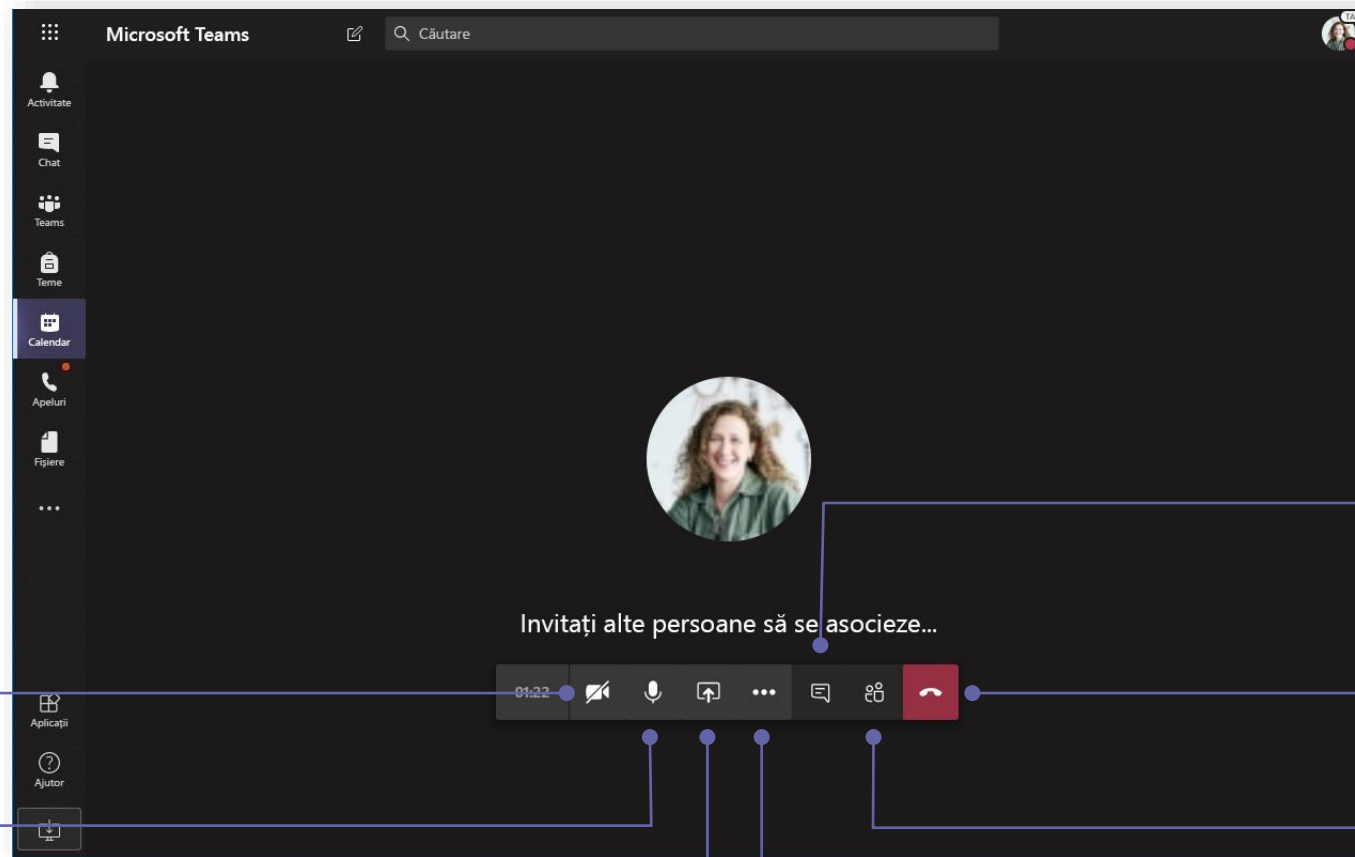 Microsoft Teams
Căutare
TA
Activitate
Chat
Teams
Teme
Calendar
Apeluri
Fișiere
Invitați alte persoane să se asocieze...
01:22
Aplicații
Ajutor